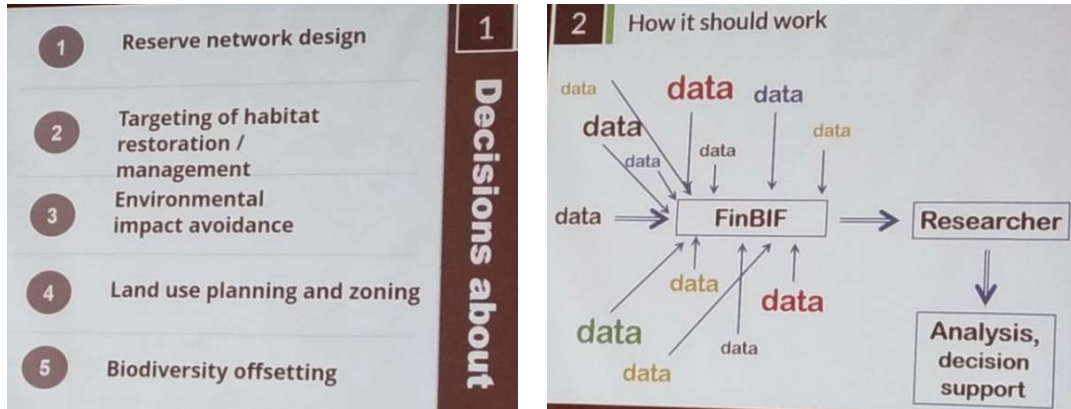 1
Reserve network design
2
Targeting of habitat
restoration /
management
3
Environmental
impact avoidance
4
Land use planning and zoning
5
Biodiversity offsetting
1
Decisions about
2
How it should work
data
data
data
data
data
data
data
data
FinBIF
Researcher
data
data
data
data
data
Analysis,
decision
support